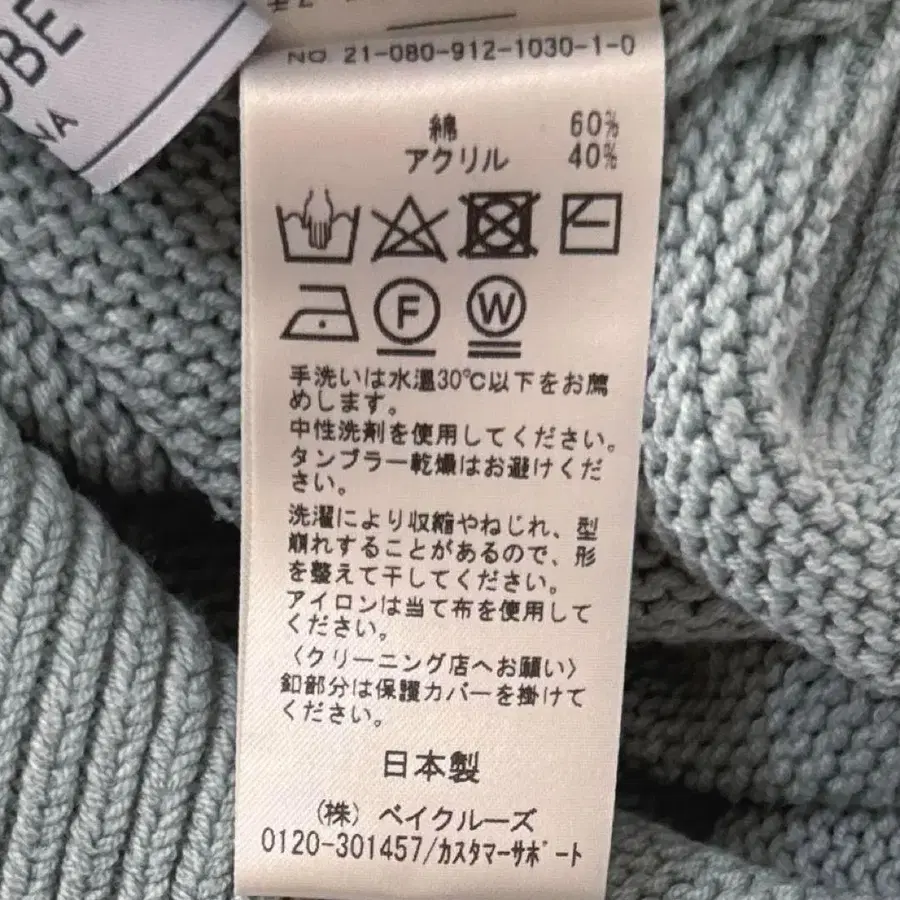 OBE
NA
NO. 21-080-912-1030-1-0
綿 60%
アクリル 40%
F
W
手洗いは水温30℃以下をお薦
めします。
中性洗剤を使用してください。
タンブラー乾燥はお避けくだ
さい。
洗濯により収縮やねじれ、型
崩れすることがあるので、形
を整えて干してください。
アイロンは当て布を使用して
ください。
〈クリーニング店へお願い〉
釦部分は保護カバーを掛けて
ください。
日本製
(株) ベイクルーズ
0120-301457/カスタマーサポート